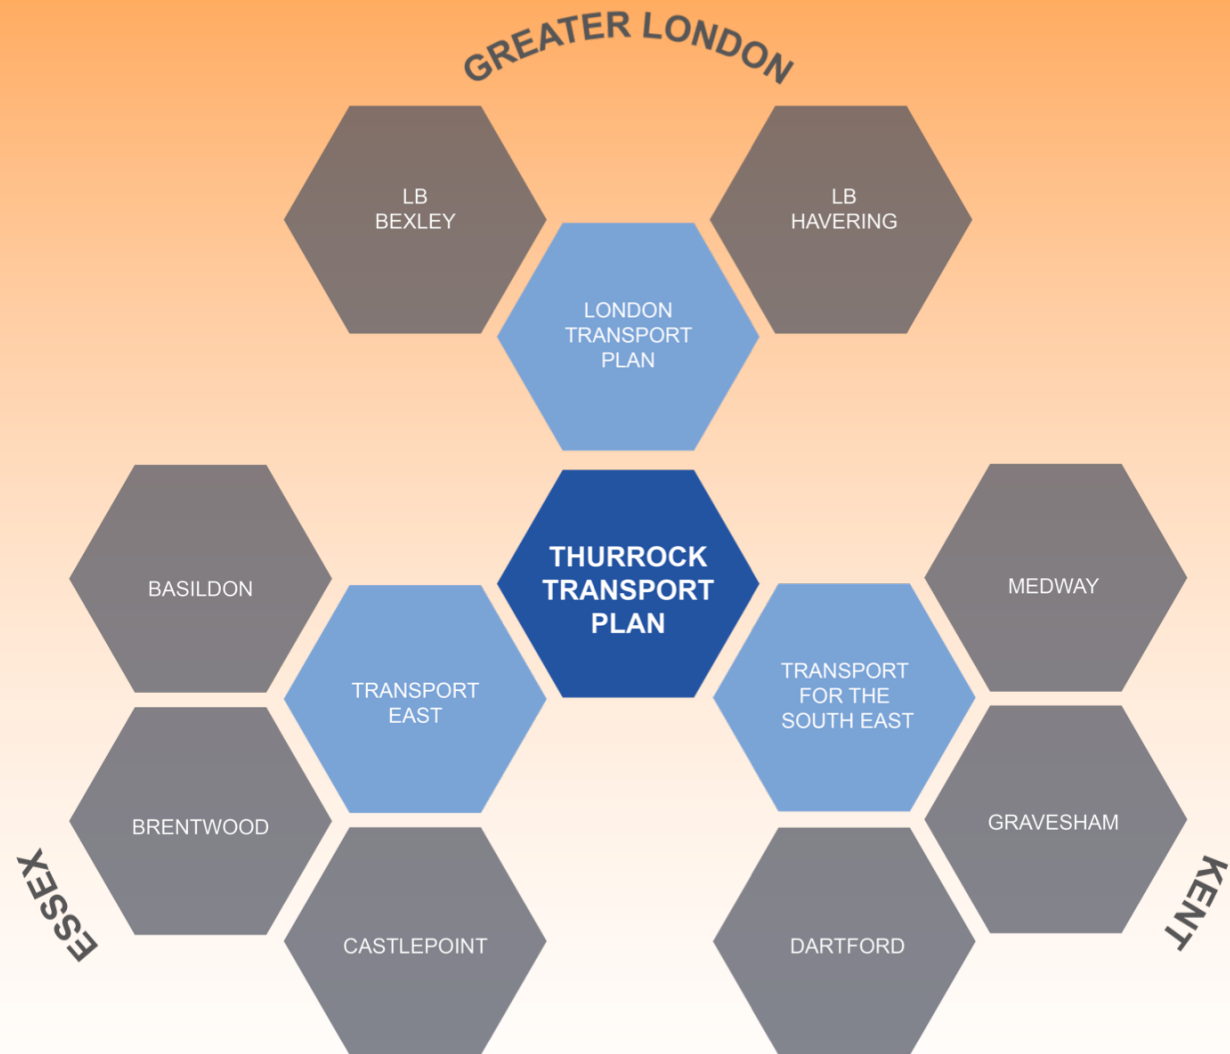 GREATER LONDON
LB
BEXLEY
LB
HAVERING
LONDON
TRANSPORT
PLAN
THURROCK
TRANSPORT
PLAN
BASILDON
MEDWAY
TRANSPORT
EAST
TRANSPORT
FOR THE
SOUTH EAST
BRENTWOOD
GRAVESHAM
ESSEX
KENT
CASTLEPOINT
DARTFORD